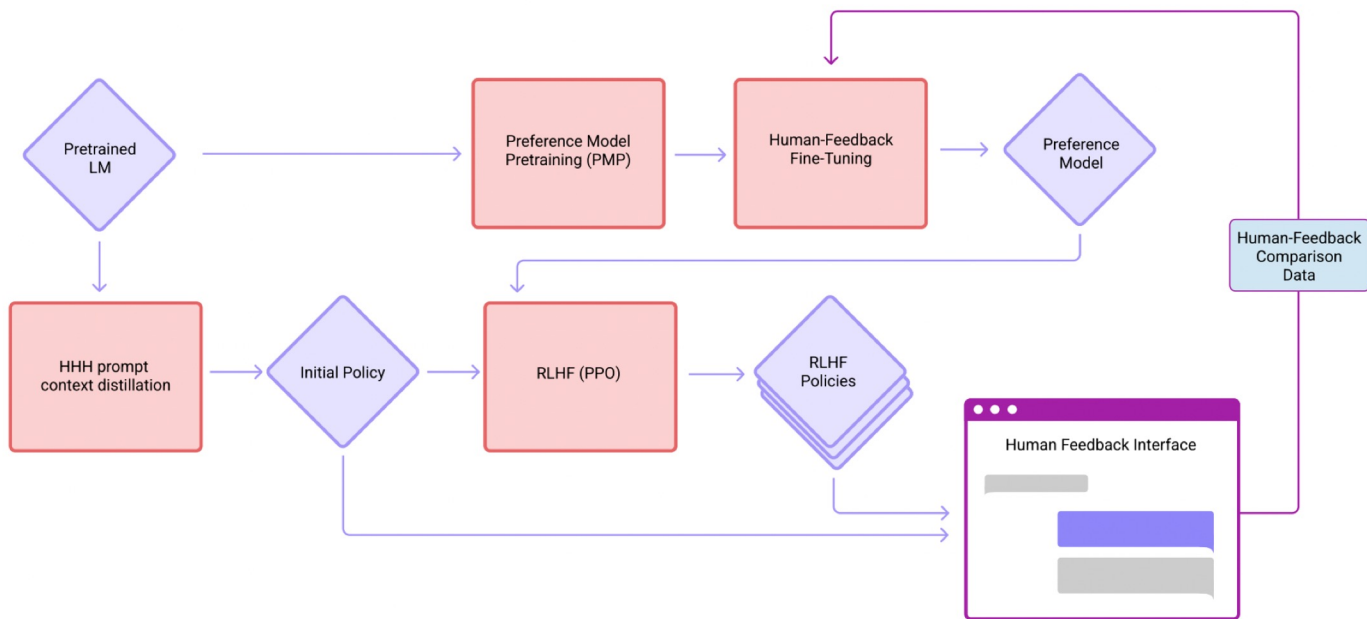 Pretrained
LM
Preference Model
Pretraining (PMP)
Human-Feedback
Fine-Tuning
Preference
Model
Human-Feedback
Comparison
Data
HHH prompt
context distillation
Initial Policy
RLHF (PPO)
RLHF
Policies
Human Feedback Interface